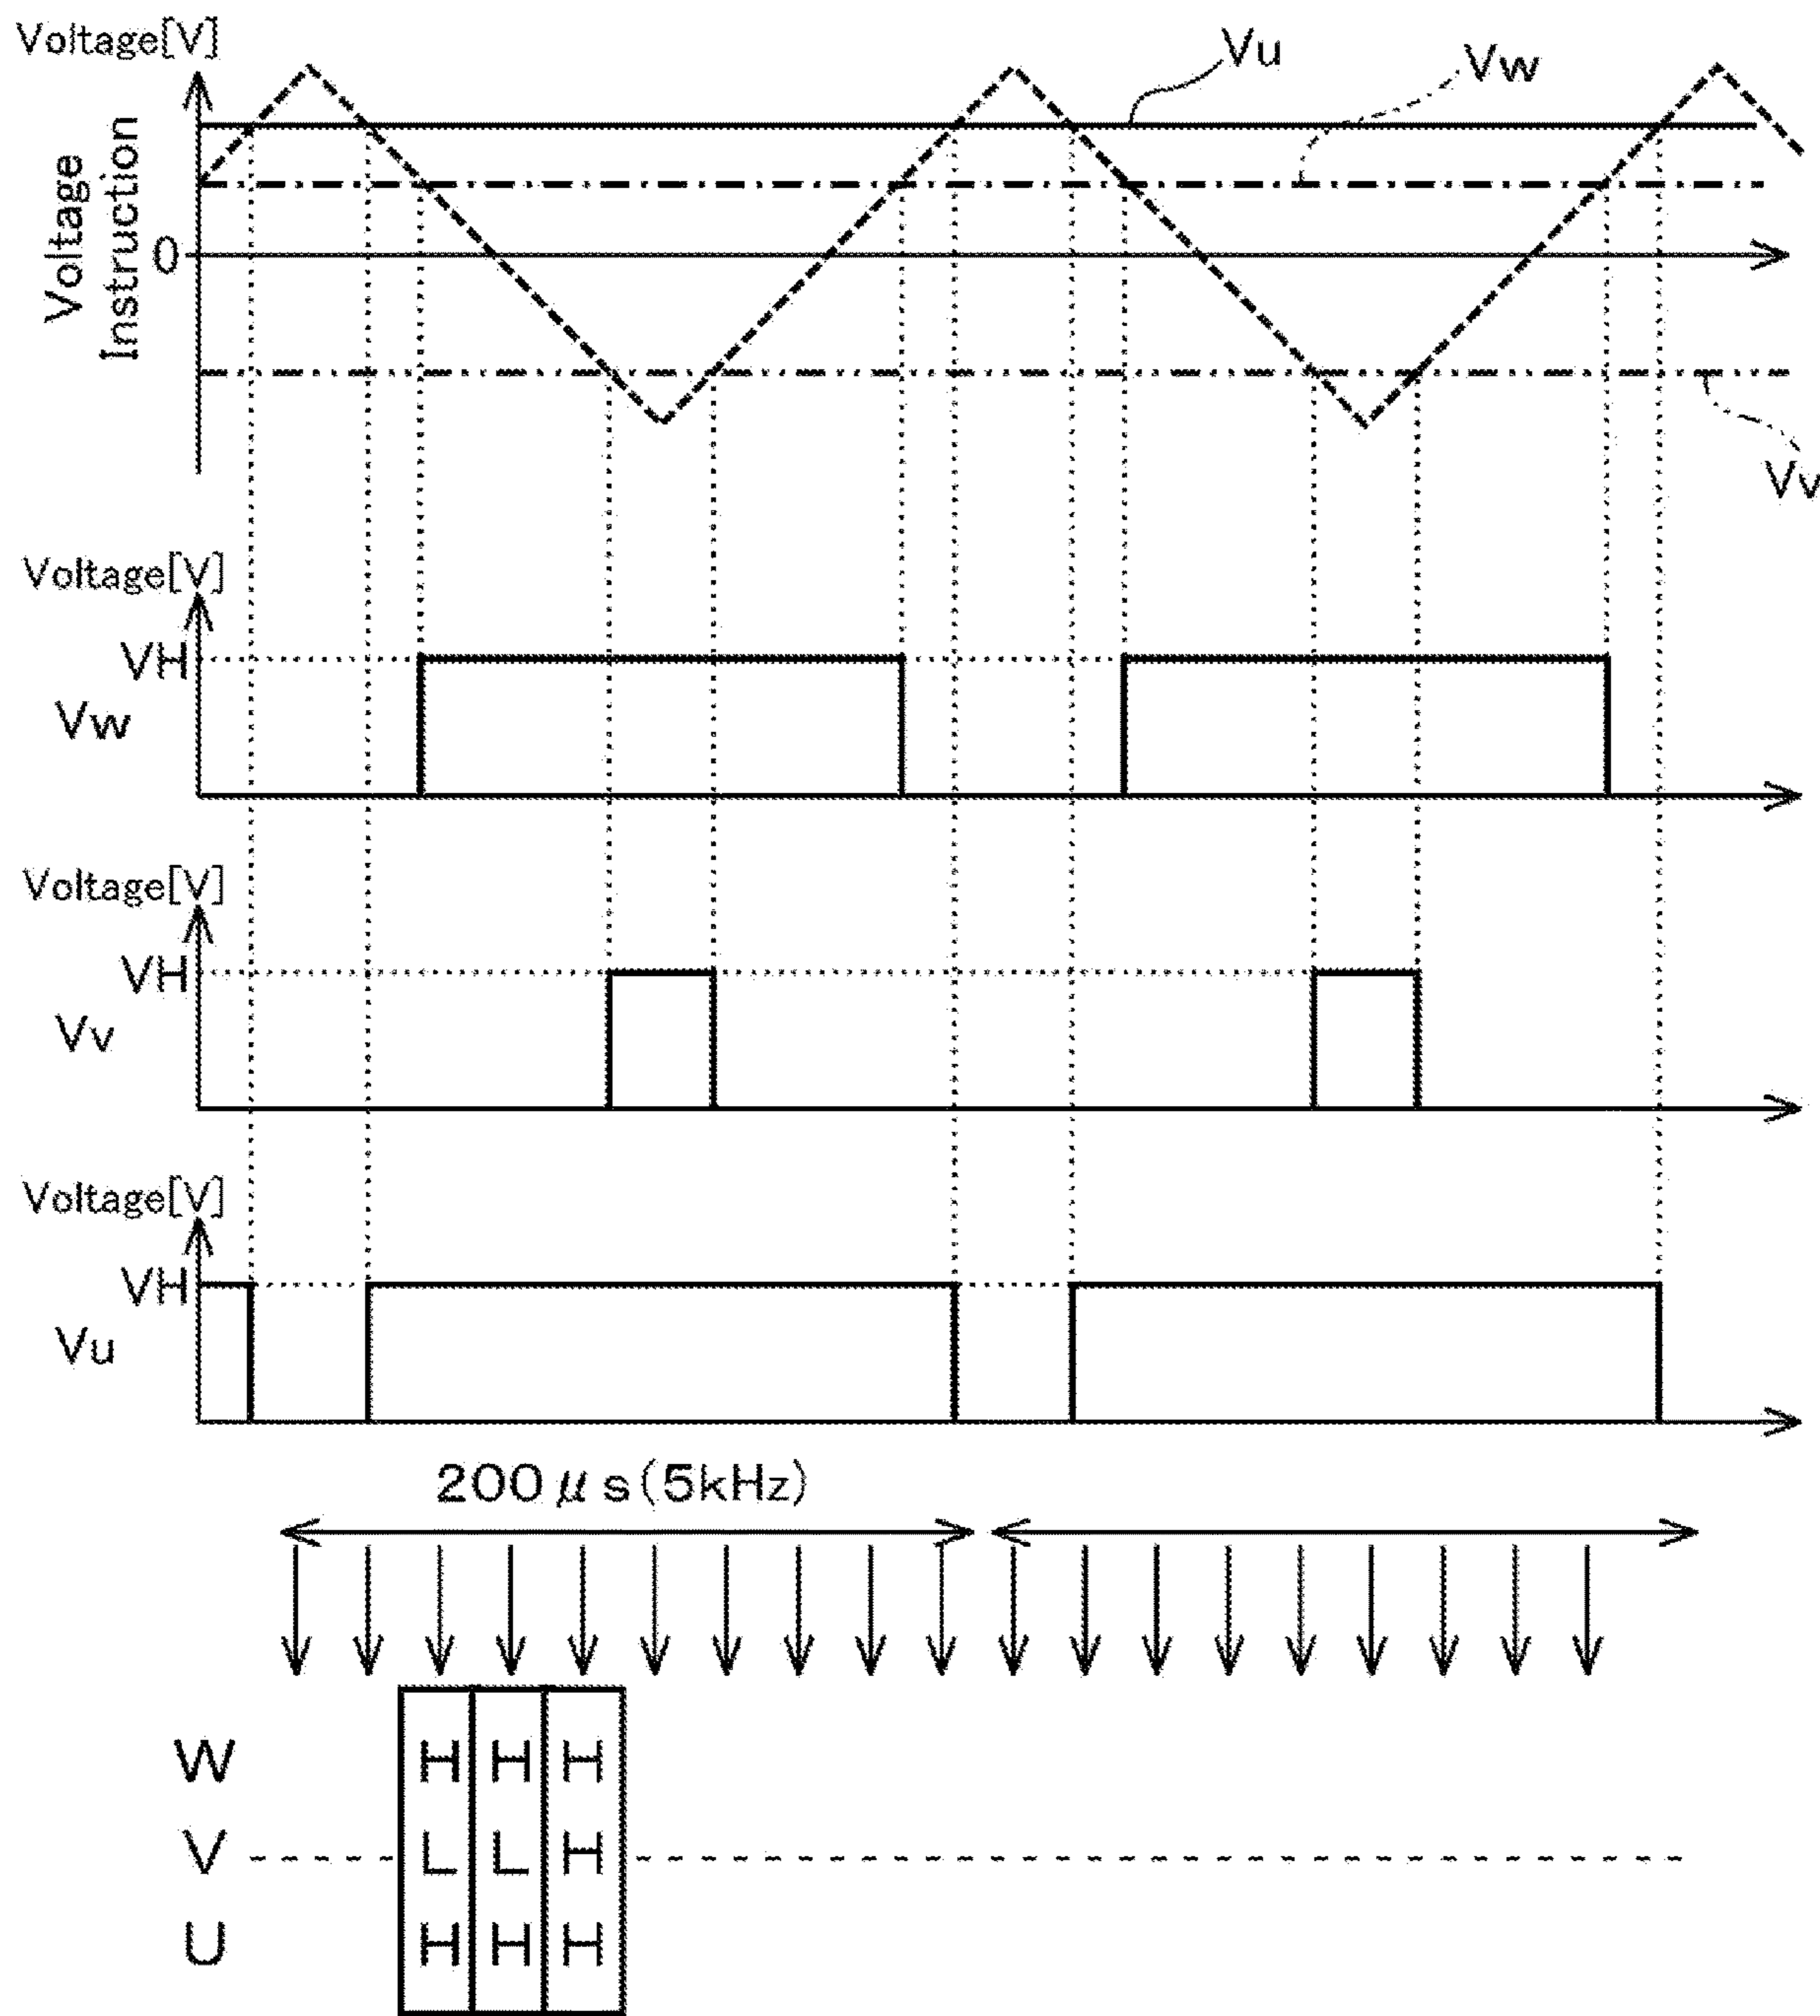 Voltage[V]
Vu
Vw
Voltage
Instruction
0
Vv
Voltage[V]
VH
Vw
Voltage[V]
VH
Vv
Voltage[V]
VH
Vu
200μs(5kHz)
W H H H
V L L H
U H H H